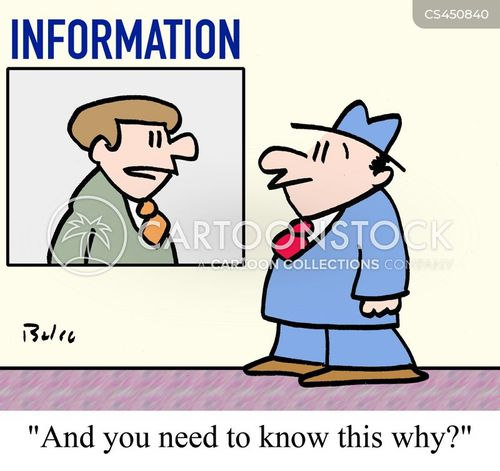 CS450840
INFORMATION
CARTOONSTOCK
A CARTOON COLLECTIONS COMPANY
"And you need to know this why?"